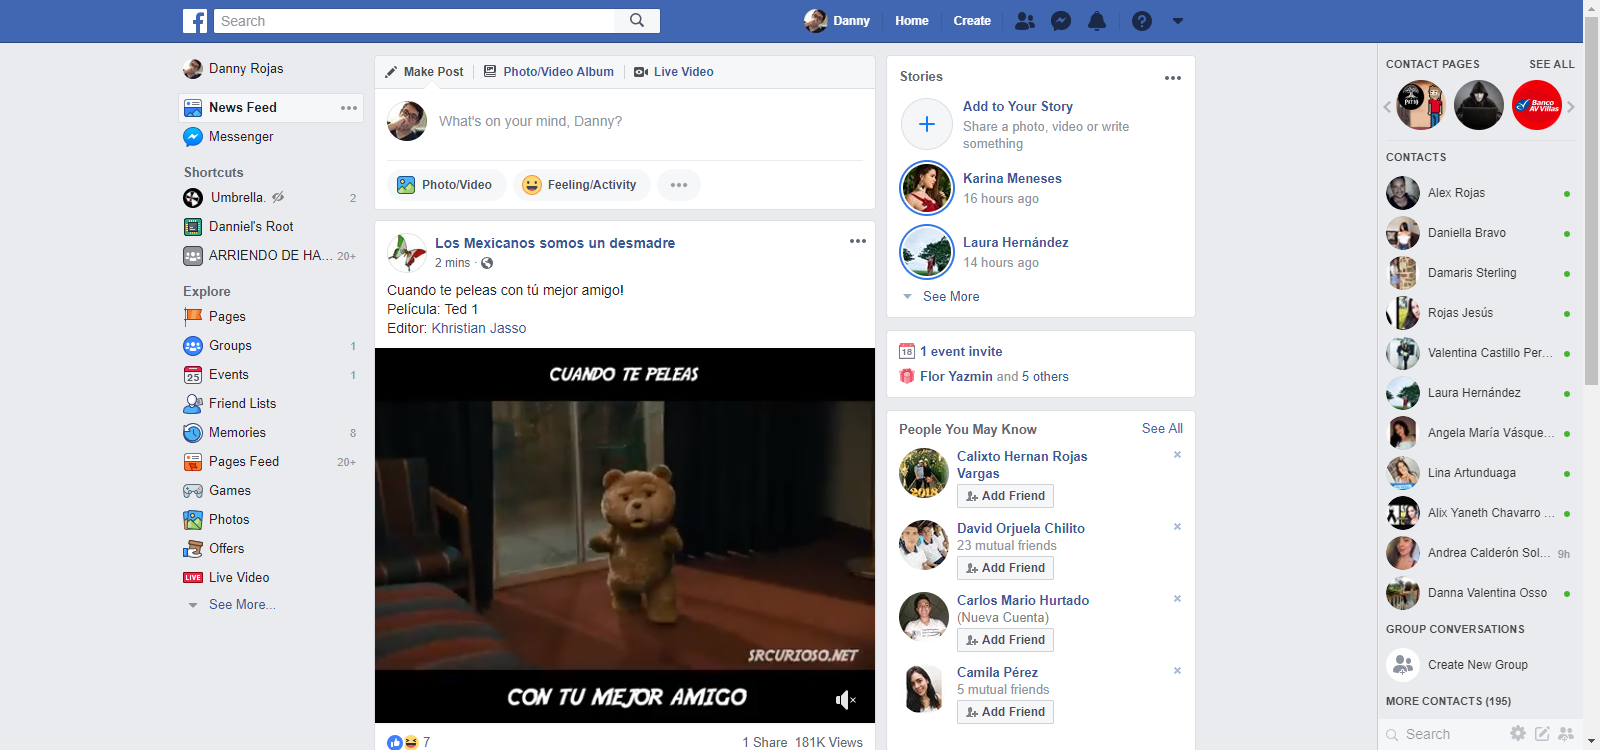 Search
Danny
Home
Create
Danny Rojas
News Feed
Messenger
Shortcuts
Umbrella.
2
Danniel's Root
ARRIENDO DE HA...
20+
Explore
Pages
Groups
1
25
Events
1
Friend Lists
Memories
8
Pages Feed
20+
Games
Photos
Offers
LIVE
Live Video
See More...
Make Post
Photo/Video Album
Live Video
What's on your mind, Danny?
Photo/Video
Feeling/Activity
Los Mexicanos somos un desmadre
2 mins ·
Cuando te peleas con tú mejor amigo!
Película: Ted 1
Editor: Khristian Jasso
CUANDO TE PELEAS
SRCURIOSO.NET
CON TU MEJOR AMIGO
7
1 Share 181K Views
Stories
Add to Your Story
Share a photo, video or write
something
Karina Meneses
16 hours ago
Laura Hernández
14 hours ago
See More
18
1 event invite
Flor Yazmin and 5 others
People You May Know
See All
2018
Calixto Hernan Rojas
Vargas
Add Friend
David Orjuela Chilito
23 mutual friends
Add Friend
Carlos Mario Hurtado
(Nueva Cuenta)
Add Friend
Camila Pérez
5 mutual friends
Add Friend
CONTACT PAGES
SEE ALL
Banco
AV Villas
CONTACTS
Alex Rojas
Daniella Bravo
Damaris Sterling
Rojas Jesús
Valentina Castillo Per...
Laura Hernández
Angela María Vásque...
Lina Artunduaga
Alix Yaneth Chavarro ...
Andrea Calderón Sol...
9h
Danna Valentina Osso
GROUP CONVERSATIONS
Create New Group
MORE CONTACTS (195)
Search